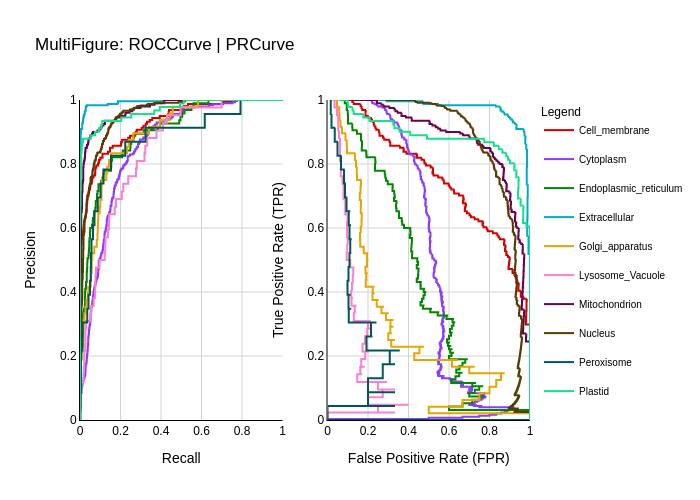 MultiFigure: ROCCurve | PRCurve
Legend
Cell_membrane
Cytoplasm
Endoplasmic_reticulum
Extracellular
Golgi_apparatus
Lysosome_Vacuole
Mitochondrion
Nucleus
Peroxisome
Plastid
Precision
1
0.8
0.6
0.4
0.2
0
0 0.2 0.4 0.6 0.8 1
Recall
True Positive Rate (TPR)
1
0.8
0.6
0.4
0.2
0
0 0.2 0.4 0.6 0.8 1
False Positive Rate (FPR)